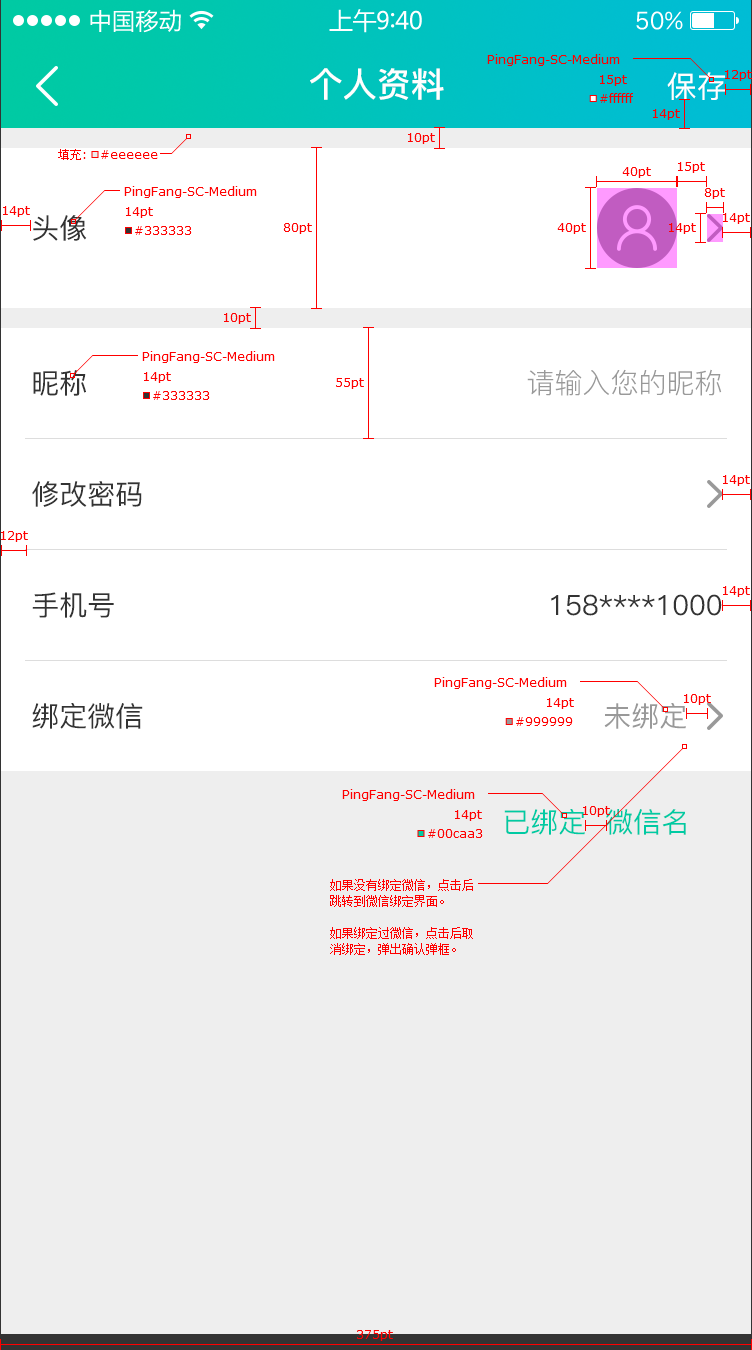 中国移动 上午9:40 50%
PingFang-SC-Medium
15pt
#ffffff
个人资料
保存
12pt
14pt
10pt
填充: #eeeeee
14pt
头像
PingFang-SC-Medium
14pt
#333333
80pt
40pt
15pt
8pt
40pt
14pt
14pt
10pt
昵称
PingFang-SC-Medium
14pt
#333333
55pt
请输入您的昵称
修改密码
14pt
12pt
手机号
158****1000
14pt
绑定微信
PingFang-SC-Medium
14pt
#999999
未绑定
10pt
PingFang-SC-Medium
14pt
#00caa3
已绑定
10pt
微信名
如果没有绑定微信，点击后
跳转到微信绑定界面。
如果绑定过微信，点击后取
消绑定，弹出确认弹框。
375pt